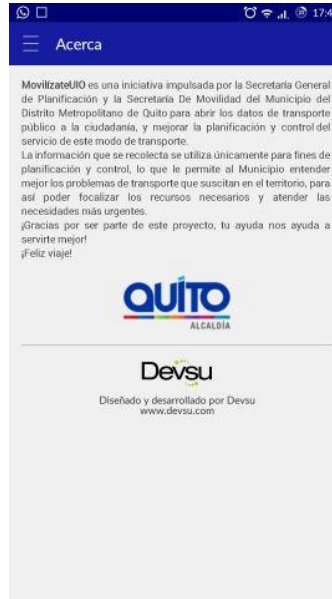 17:4
Acerca
MovilízateUIO es una iniciativa impulsada por la Secretaría General
de Planificación y la Secretaría De Movilidad del Municipio del
Distrito Metropolitano de Quito para abrir los datos de transporte
público a la ciudadanía, y mejorar la planificación y control del
servicio de este modo de transporte.
La información que se recolecta se utiliza únicamente para fines de
planificación y control, lo que le permite al Municipio entender
mejor los problemas de transporte que suscitan en el territorio, para
así poder focalizar los recursos necesarios y atender las
necesidades más urgentes.
¡Gracias por ser parte de este proyecto, tu ayuda nos ayuda a
servirte mejor!
¡Feliz viaje!
QUITO
ALCALDÍA
Devsu
Diseñado y desarrollado por Devsu
www.devsu.com